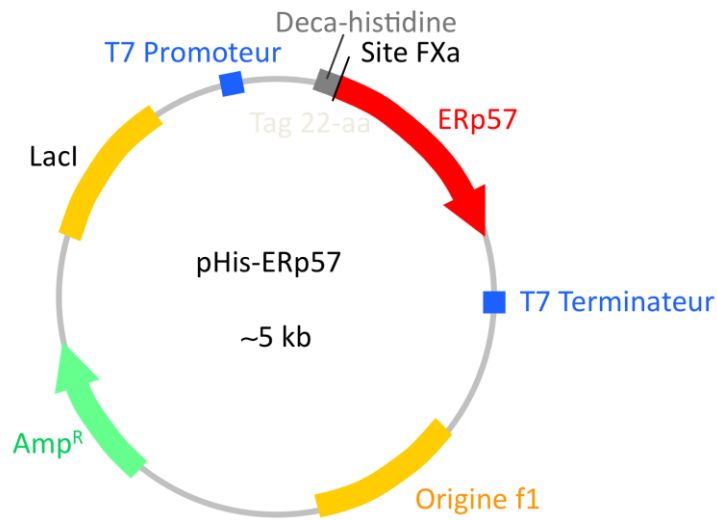 Deca-histidine
T7 Promoteur
Site FXa
Tag 22-aa
ERp57
LacI
pHis-ERp57
~5 kb
T7 Terminateur
Amp^R
Origine f1